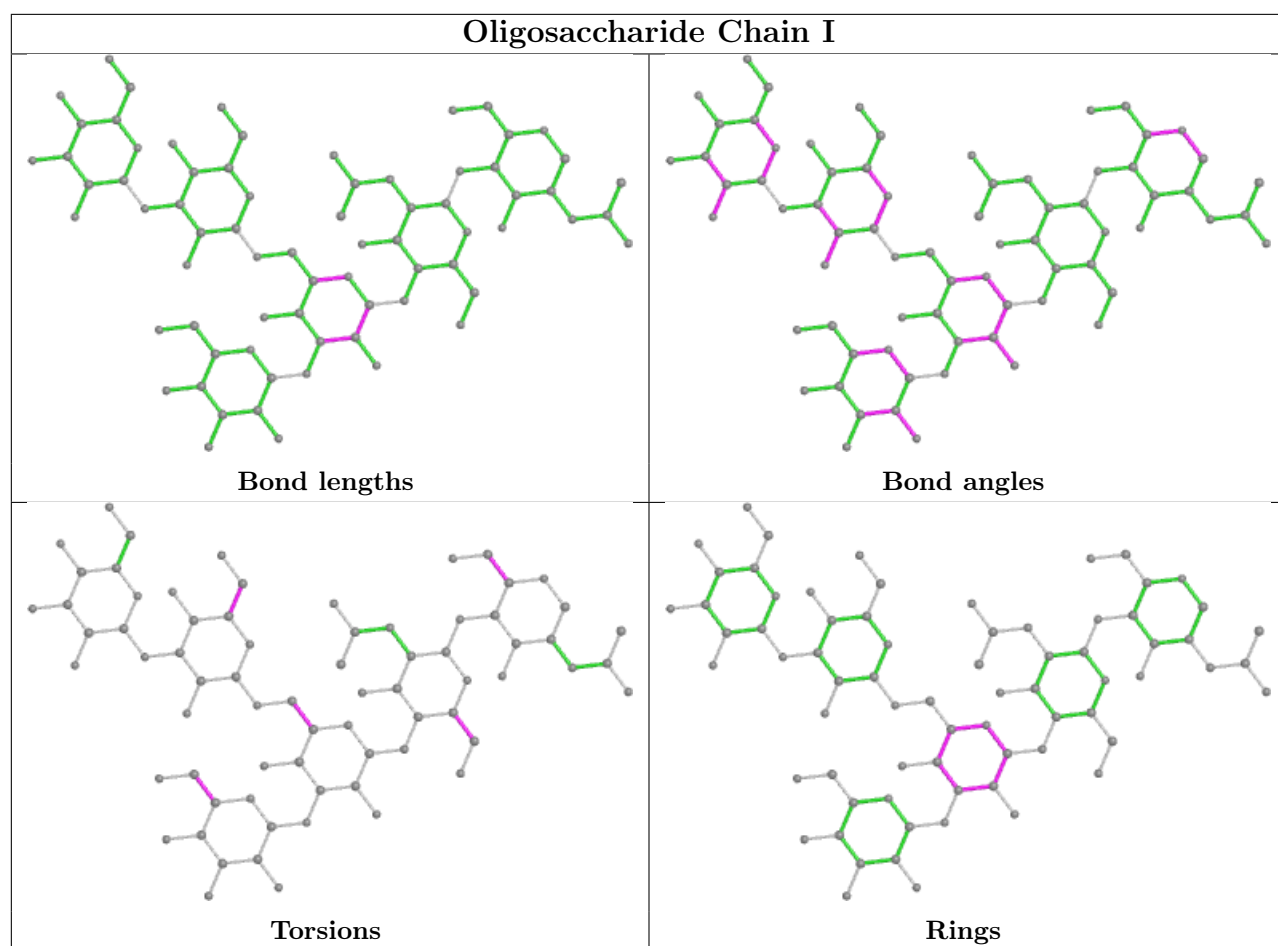 Oligosaccharide Chain I
Bond lengths
Bond angles
Torsions
Rings